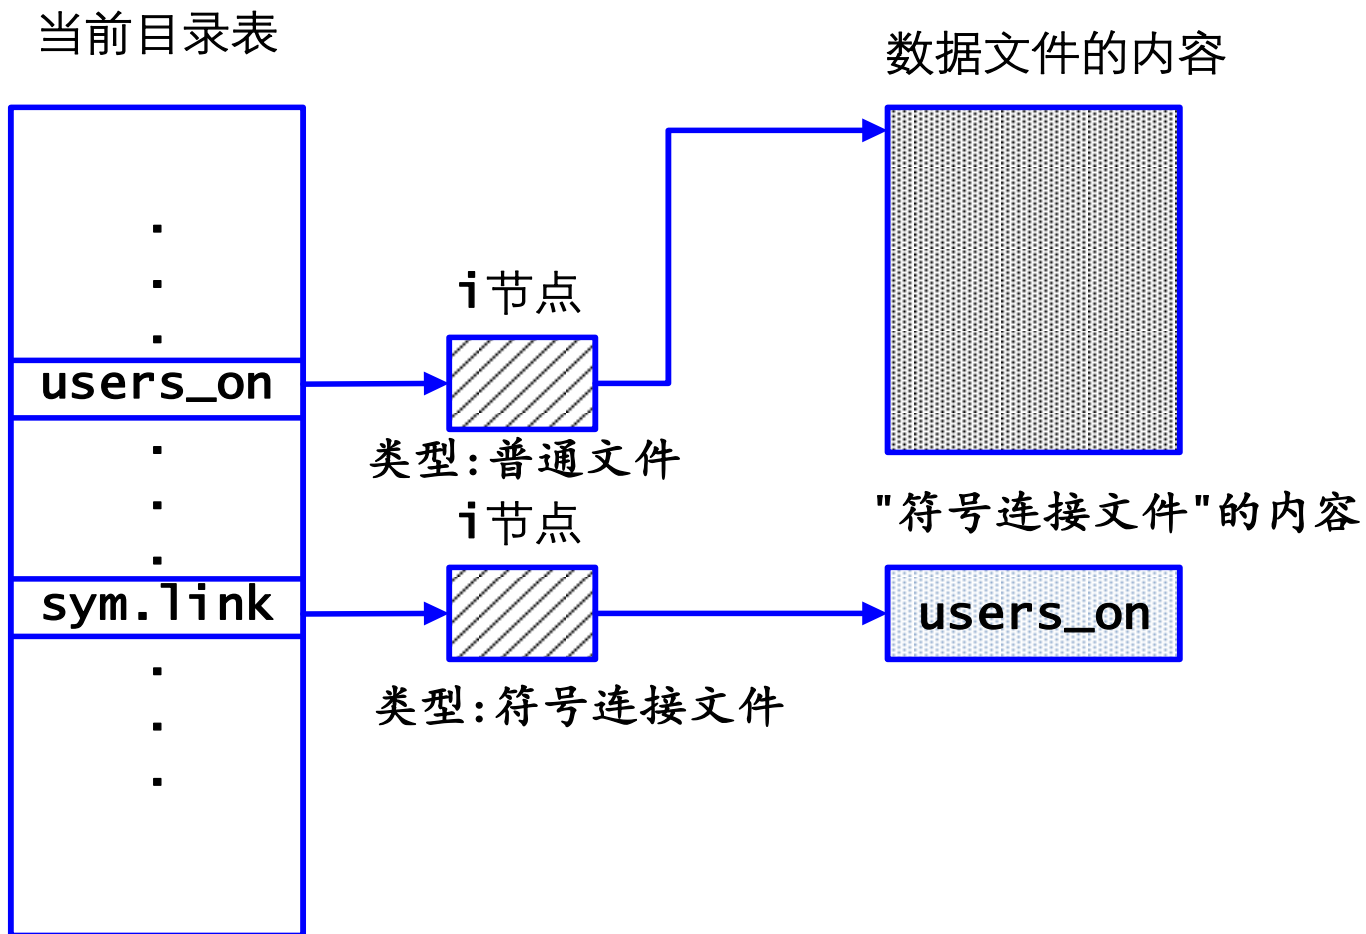 当前目录表
数据文件的内容
.
.
.
i节点
users_on
类型:普通文件
.
.
.
i节点
"符号连接文件"的内容
sym.link
users_on
类型:符号连接文件
.
.
.